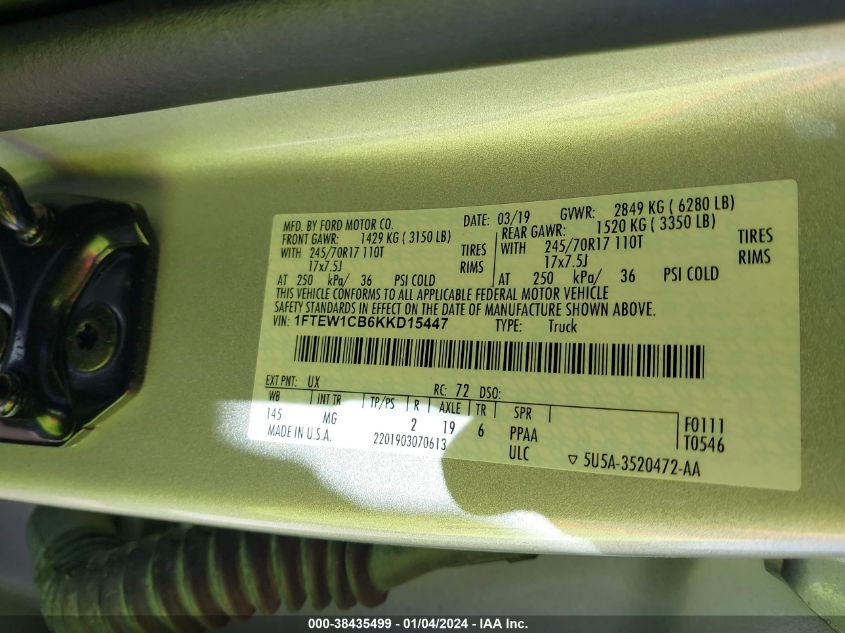 MFD. BY FORD MOTOR CO. DATE: 03/19 GVWR: 2849 KG ( 6280 LB)
FRONT GAWR: 1429 KG ( 3150 LB) REAR GAWR: 1520 KG ( 3350 LB)
WITH 245/70R17 110T TIRES WITH 245/70R17 110T TIRES
17x7.5J RIMS 17x7.5J RIMS
AT 250 kPa/ 36 PSI COLD AT 250 kPa/ 36 PSI COLD
THIS VEHICLE CONFORMS TO ALL APPLICABLE FEDERAL MOTOR VEHICLE
SAFETY STANDARDS IN EFFECT ON THE DATE OF MANUFACTURE SHOWN ABOVE.
VIN: 1FTEW1CB6KKD15447 TYPE: Truck
EXT PNT: UX RC: 72 DSO:
WB INT TR TP/PS R AXLE TR SPR
145 MG 2 19 6 PPAA F0111
MADE IN U.S.A. 2201903070613 ULC T0546
▽ 5U5A-3520472-AA
000-38435499 - 01/04/2024 - IAA Inc.